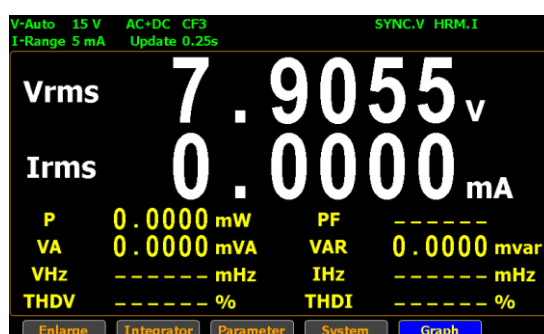 V-Auto 15 V AC+DC CF3 SYNC.V HRM.I
I-Range 5 mA Update 0.25s
Vrms 7.9055 V
Irms 0.0000 mA
P 0.0000 mW PF ------
VA 0.0000 mVA VAR 0.0000 mvar
VHz ------ mHz IHz ------ mHz
THDV ------ % THDI ------ %
Enlarge Integrator Parameter System Graph